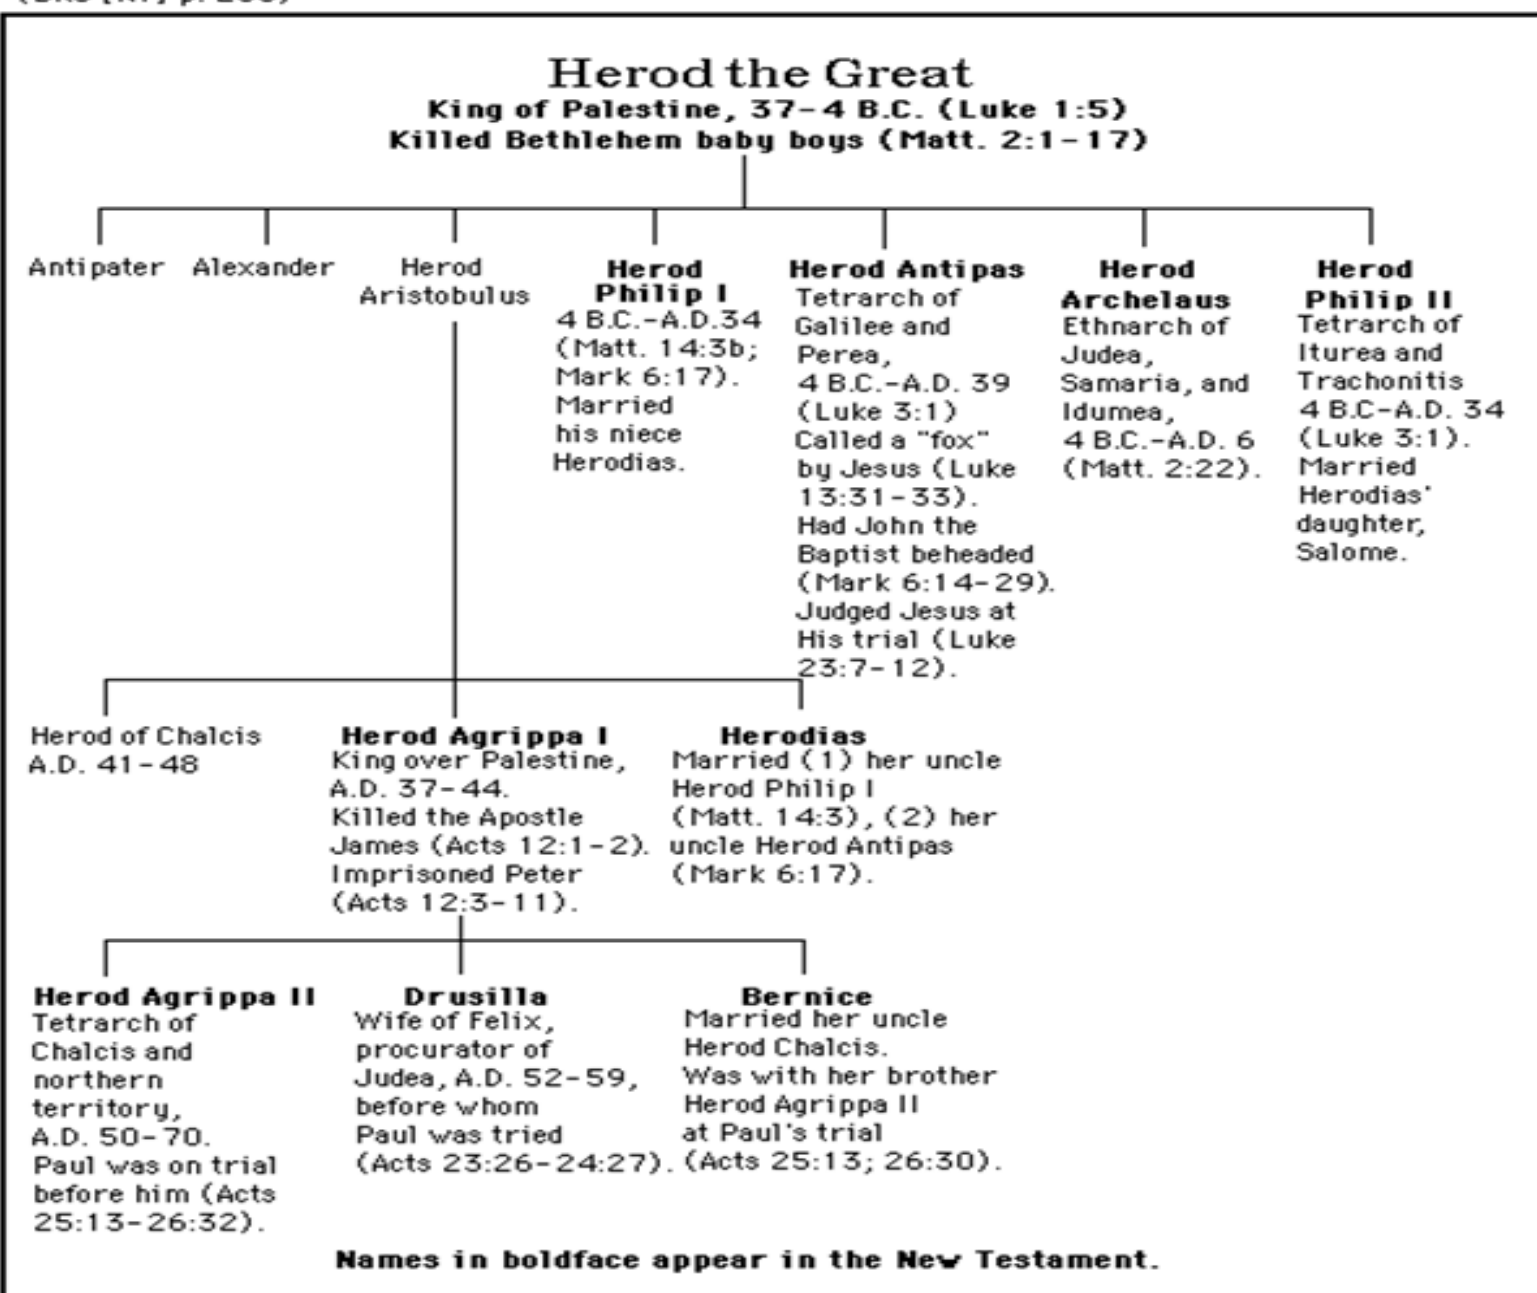 Herod the Great
King of Palestine, 37-4 B.C. (Luke 1:5)
Killed Bethlehem baby boys (Matt. 2:1-17)
Antipater
Alexander
Herod
Aristobulus
Herod
Philip I
4 B.C.-A.D.34
(Matt. 14:3b;
Mark 6:17).
Married
his niece
Herodias.
Herod Antipas
Tetrarch of
Galilee and
Perea,
4 B.C.-A.D. 39
(Luke 3:1)
Called a "fox"
by Jesus (Luke
13:31-33).
Had John the
Baptist beheaded
(Mark 6:14-29).
Judged Jesus at
His trial (Luke
23:7-12).
Herod
Archelaus
Ethnarch of
Judea,
Samaria, and
Idumea,
4 B.C.-A.D. 6
(Matt. 2:22).
Herod
Philip II
Tetrarch of
Iturea and
Trachonitis
4 B.C-A.D. 34
(Luke 3:1).
Married
Herodias'
daughter,
Salome.
Herod of Chalcis
A.D. 41-48
Herod Agrippa I
King over Palestine,
A.D. 37-44.
Killed the Apostle
James (Acts 12:1-2).
Imprisoned Peter
(Acts 12:3-11).
Herodias
Married (1) her uncle
Herod Philip I
(Matt. 14:3), (2) her
uncle Herod Antipas
(Mark 6:17).
Herod Agrippa II
Tetrarch of
Chalcis and
northern
territory,
A.D. 50-70.
Paul was on trial
before him (Acts
25:13-26:32).
Drusilla
Wife of Felix,
procurator of
Judea, A.D. 52-59,
before whom
Paul was tried
(Acts 23:26-24:27).
Bernice
Married her uncle
Herod Chalcis.
Was with her brother
Herod Agrippa II
at Paul's trial
(Acts 25:13; 26:30).
Names in boldface appear in the New Testament.